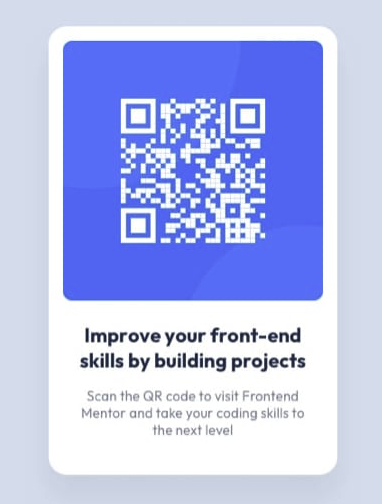 Improve your front-end
skills by building projects
Scan the QR code to visit Frontend
Mentor and take your coding skills to
the next level